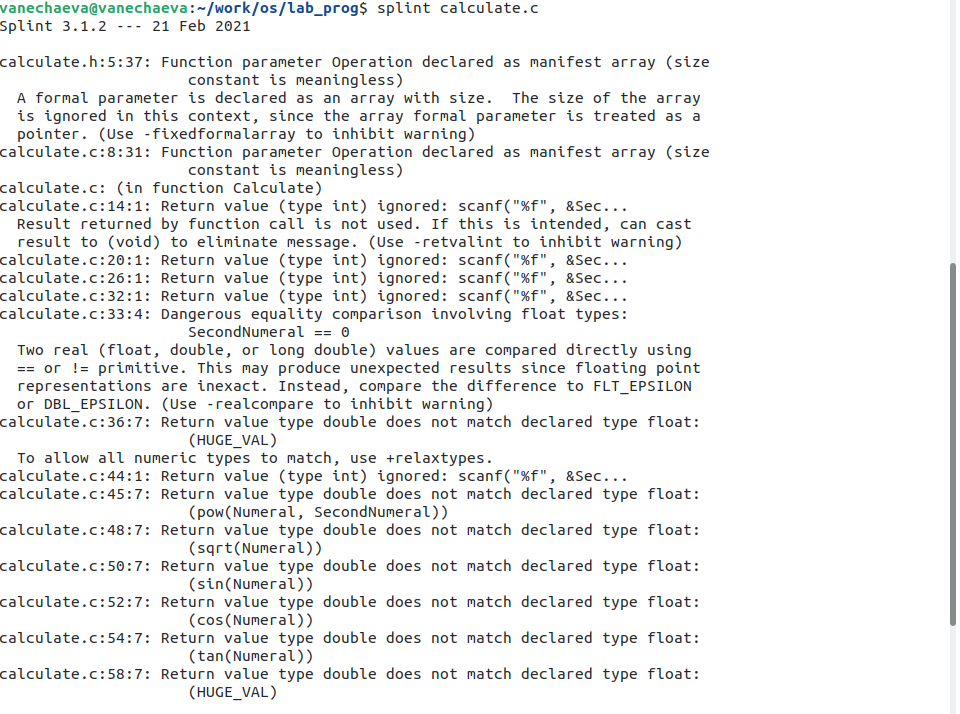 vanechaeva@vanechaeva:~/work/os/lab_prog$ splint calculate.c
Splint 3.1.2 --- 21 Feb 2021
calculate.h:5:37: Function parameter Operation declared as manifest array (size
constant is meaningless)
A formal parameter is declared as an array with size.  The size of the array
is ignored in this context, since the array formal parameter is treated as a
pointer. (Use -fixedformalarray to inhibit warning)
calculate.c:8:31: Function parameter Operation declared as manifest array (size
constant is meaningless)
calculate.c: (in function Calculate)
calculate.c:14:1: Return value (type int) ignored: scanf("%f", &Sec...
Result returned by function call is not used. If this is intended, can cast
result to (void) to eliminate message. (Use -retvalint to inhibit warning)
calculate.c:20:1: Return value (type int) ignored: scanf("%f", &Sec...
calculate.c:26:1: Return value (type int) ignored: scanf("%f", &Sec...
calculate.c:32:1: Return value (type int) ignored: scanf("%f", &Sec...
calculate.c:33:4: Dangerous equality comparison involving float types:
SecondNumeral == 0
Two real (float, double, or long double) values are compared directly using
== or != primitive. This may produce unexpected results since floating point
representations are inexact. Instead, compare the difference to FLT_EPSILON
or DBL_EPSILON. (Use -realcompare to inhibit warning)
calculate.c:36:7: Return value type double does not match declared type float:
(HUGE_VAL)
To allow all numeric types to match, use +relaxtypes.
calculate.c:44:1: Return value (type int) ignored: scanf("%f", &Sec...
calculate.c:45:7: Return value type double does not match declared type float:
(pow(Numeral, SecondNumeral))
calculate.c:48:7: Return value type double does not match declared type float:
(sqrt(Numeral))
calculate.c:50:7: Return value type double does not match declared type float:
(sin(Numeral))
calculate.c:52:7: Return value type double does not match declared type float:
(cos(Numeral))
calculate.c:54:7: Return value type double does not match declared type float:
(tan(Numeral))
calculate.c:58:7: Return value type double does not match declared type float:
(HUGE_VAL)